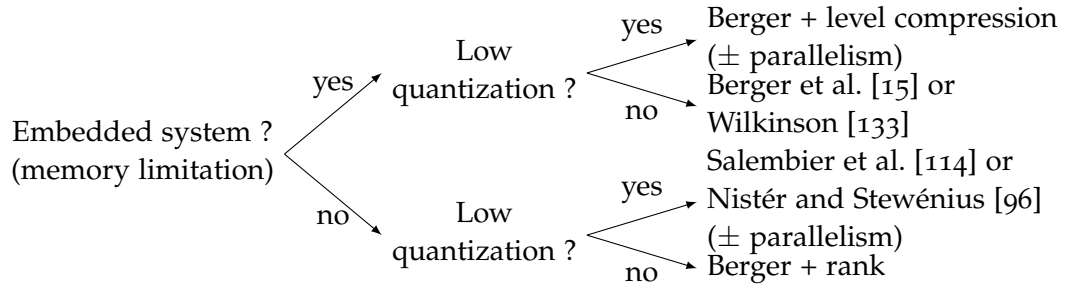 Embedded system ?
(memory limitation)
yes
no
Low
quantization ?
yes
no
Berger + level compression
(± parallelism)
Berger et al. [15] or
Wilkinson [133]
Low
quantization ?
yes
no
Salembier et al. [114] or
Nistér and Stewénius [96]
(± parallelism)
Berger + rank